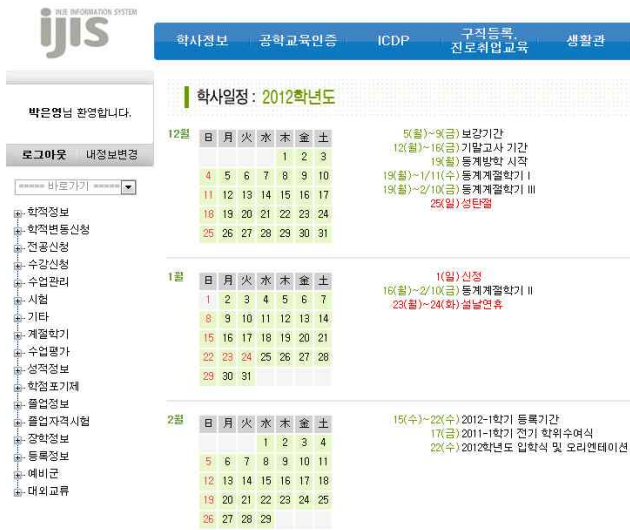 INJE INFORMATION SYSTEM
ijIS
학사정보 공학교육인증 ICDP 구직등록, 진로취업교육 생활관
박은영님 환영합니다.
로그아웃 내정보변경
===== 바로가기 =====
학적정보
학적변동신청
전공신청
수강신청
수업관리
시험
기타
계절학기
수업평가
성적정보
학점포기제
졸업정보
졸업자격시험
장학정보
등록정보
예비군
대외교류
학사일정 : 2012학년도
12월
日 月 火 水 木 金 土
1 2 3
4 5 6 7 8 9 10
11 12 13 14 15 16 17
18 19 20 21 22 23 24
25 26 27 28 29 30 31
5(월)~9(금) 보강기간
12(월)~16(금) 기말고사 기간
19(월) 동계방학 시작
19(월)~1/11(수) 동계계절학기 I
19(월)~2/10(금) 동계계절학기 III
25(일) 성탄절
1월
日 月 火 水 木 金 土
1 2 3 4 5 6 7
8 9 10 11 12 13 14
15 16 17 18 19 20 21
22 23 24 25 26 27 28
29 30 31
1(일) 신정
16(월)~2/10(금) 동계계절학기 II
23(월)~24(화) 설날연휴
2월
日 月 火 水 木 金 土
1 2 3 4
5 6 7 8 9 10 11
12 13 14 15 16 17 18
19 20 21 22 23 24 25
26 27 28 29
15(수)~22(수) 2012-1학기 등록기간
17(금) 2011-1학기 전기 학위수여식
22(수) 2012학년도 입학식 및 오리엔테이션